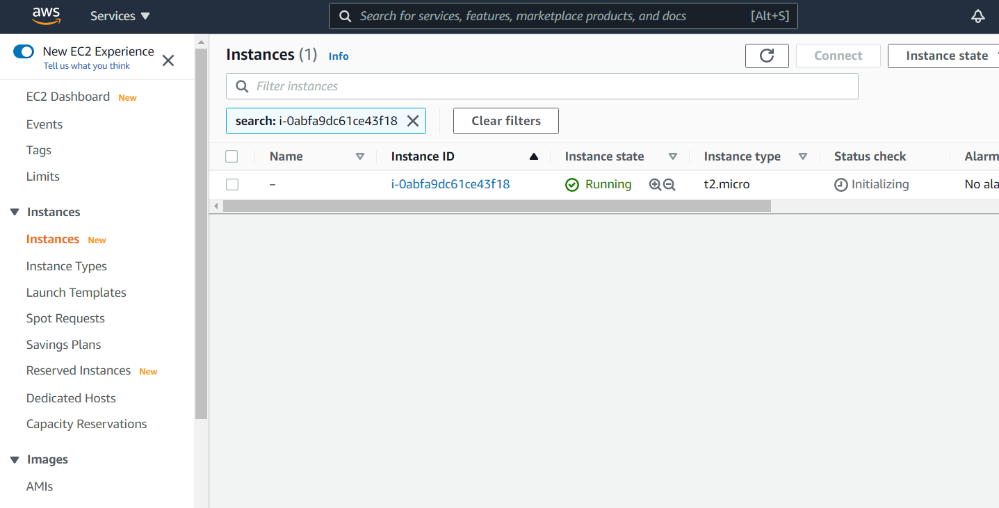 aws Services Search for services, features, marketplace products, and docs [Alt+S]
New EC2 Experience
Tell us what you think
EC2 Dashboard New
Events
Tags
Limits
Instances
Instances New
Instance Types
Launch Templates
Spot Requests
Savings Plans
Reserved Instances New
Dedicated Hosts
Capacity Reservations
Images
AMIs
Instances (1) Info Connect Instance state
Filter instances
search: i-0abfa9dc61ce43f18 Clear filters
Name Instance ID Instance state Instance type Status check Alarm
– i-0abfa9dc61ce43f18 Running t2.micro Initializing No ala